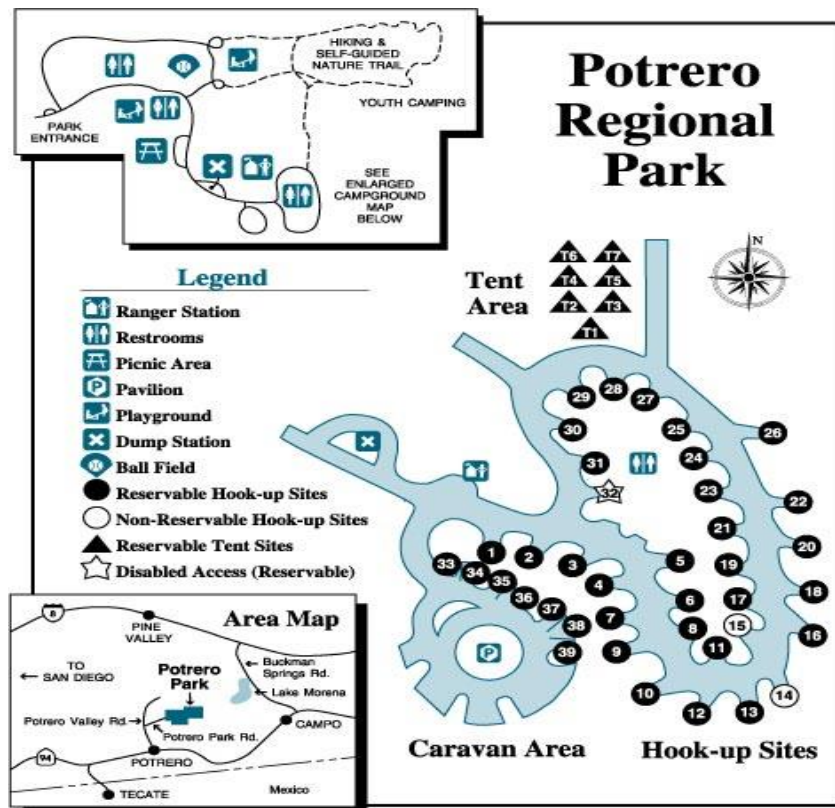 Potrero
Regional
Park
HIKING &
SELF-GUIDED
NATURE TRAIL
YOUTH CAMPING
PARK
ENTRANCE
SEE
ENLARGED
CAMPGROUND
MAP
BELOW
Legend
Ranger Station
Restrooms
Picnic Area
P
Pavilion
Playground
Dump Station
Ball Field
Reservable Hook-up Sites
Non-Reservable Hook-up Sites
Reservable Tent Sites
Disabled Access (Reservable)
N
Tent
Area
T6 T7
T4 T5
T2 T3
T1
28
29 27
30 25 26
31 24
32 23 22
21
1 2 3 5 20
33 34 35 4 19
36 37 6 17 18
38 7 8 15 16
39 9 11
10 14
12 13
P
Caravan Area
Hook-up Sites
Area Map
8
PINE
VALLEY
TO
SAN DIEGO
Potrero
Park
Buckman
Springs Rd.
Lake Morena
Potrero Valley Rd.
Potrero Park Rd.
CAMPO
94
POTRERO
TECATE
Mexico